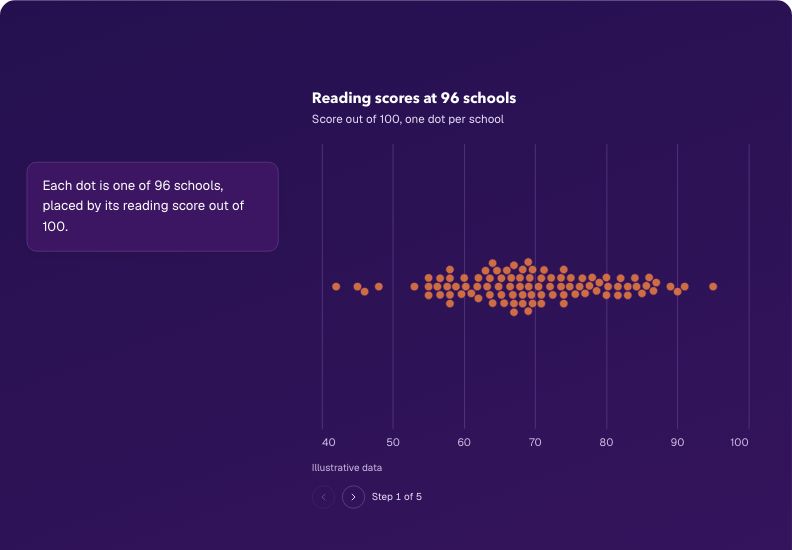 Reading scores at 96 schools
Score out of 100, one dot per school
Each dot is one of 96 schools,
placed by its reading score out of
100.
40 50 60 70 80 90 100
Illustrative data
Step 1 of 5